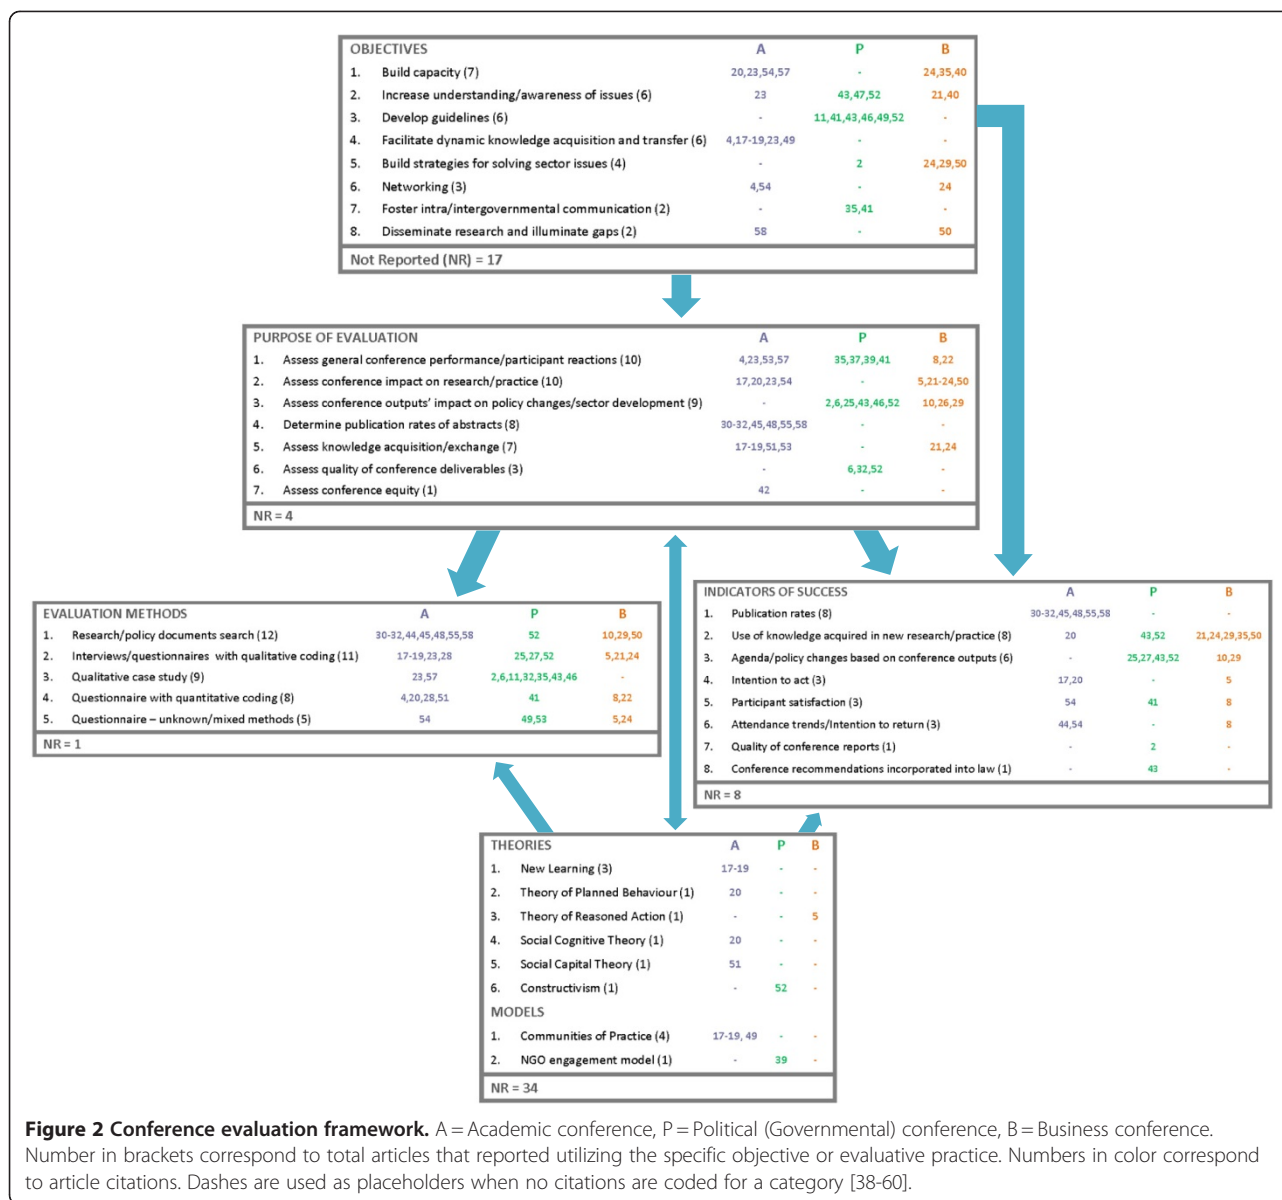 OBJECTIVES A P B
1. Build capacity (7) 20,23,54,57 - 24,35,40
2. Increase understanding/awareness of issues (6) 23 43,47,52 21,40
3. Develop guidelines (6) - 11,41,43,46,49,52 -
4. Facilitate dynamic knowledge acquisition and transfer (6) 4,17-19,23,49 - -
5. Build strategies for solving sector issues (4) - 2 24,29,50
6. Networking (3) 4,54 - 24
7. Foster intra/intergovernmental communication (2) - 35,41 -
8. Disseminate research and illuminate gaps (2) 58 - 50
Not Reported (NR) = 17
PURPOSE OF EVALUATION A P B
1. Assess general conference performance/participant reactions (10) 4,23,53,57 35,37,39,41 8,22
2. Assess conference impact on research/practice (10) 17,20,23,54 - 5,21-24,50
3. Assess conference outputs' impact on policy changes/sector development (9) - 2,6,25,43,46,52 10,26,29
4. Determine publication rates of abstracts (8) 30-32,45,48,55,58 - -
5. Assess knowledge acquisition/exchange (7) 17-19,51,53 - 21,24
6. Assess quality of conference deliverables (3) - 6,32,52 -
7. Assess conference equity (1) 42 - -
NR = 4
EVALUATION METHODS A P B
1. Research/policy documents search (12) 30-32,44,45,48,55,58 52 10,29,50
2. Interviews/questionnaires with qualitative coding (11) 17-19,23,28 25,27,52 5,21,24
3. Qualitative case study (9) 23,57 2,6,11,32,35,43,46 -
4. Questionnaire with quantitative coding (8) 4,20,28,51 41 8,22
5. Questionnaire – unknown/mixed methods (5) 54 49,53 5,24
NR = 1
INDICATORS OF SUCCESS A P B
1. Publication rates (8) 30-32,45,48,55,58 - -
2. Use of knowledge acquired in new research/practice (8) 20 43,52 21,24,29,35,50
3. Agenda/policy changes based on conference outputs (6) - 25,27,43,52 10,29
4. Intention to act (3) 17,20 - 5
5. Participant satisfaction (3) 54 41 8
6. Attendance trends/Intention to return (3) 44,54 - 8
7. Quality of conference reports (1) - 2 -
8. Conference recommendations incorporated into law (1) - 43 -
NR = 8
THEORIES A P B
1. New Learning (3) 17-19 - -
2. Theory of Planned Behaviour (1) 20 - -
3. Theory of Reasoned Action (1) - - 5
4. Social Cognitive Theory (1) 20 - -
5. Social Capital Theory (1) 51 - -
6. Constructivism (1) - 52 -
MODELS
1. Communities of Practice (4) 17-19, 49 - -
2. NGO engagement model (1) - 39 -
NR = 34
Figure 2 Conference evaluation framework. A = Academic conference, P = Political (Governmental) conference, B = Business conference.
Number in brackets correspond to total articles that reported utilizing the specific objective or evaluative practice. Numbers in color correspond
to article citations. Dashes are used as placeholders when no citations are coded for a category [38-60].